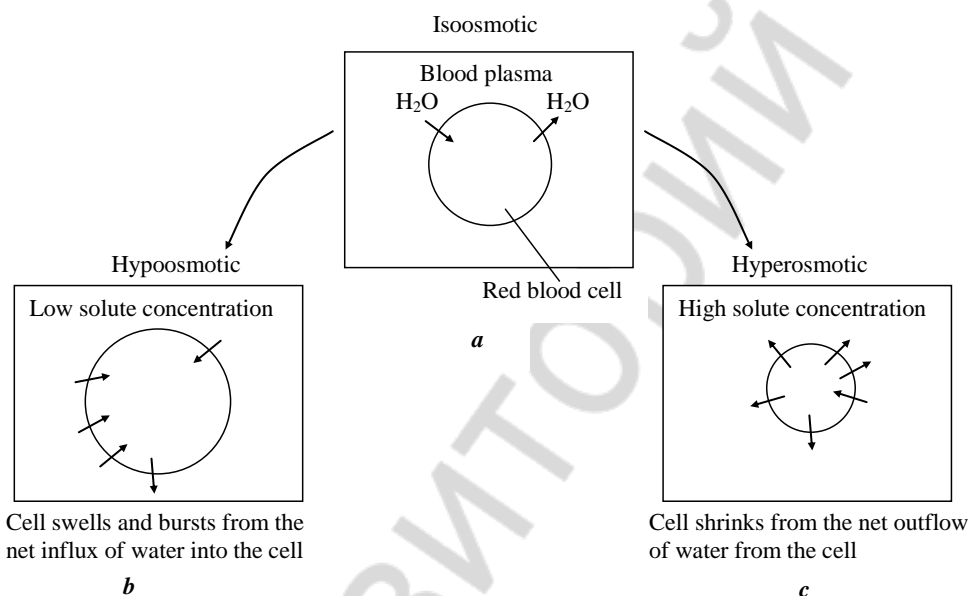 Isoosmotic
Blood plasma
H₂O H₂O
Red blood cell
a
Hypoosmotic
Low solute concentration
Cell swells and bursts from the
net influx of water into the cell
b
Hyperosmotic
High solute concentration
Cell shrinks from the net outflow
of water from the cell
c
ВИТОЙИЙ